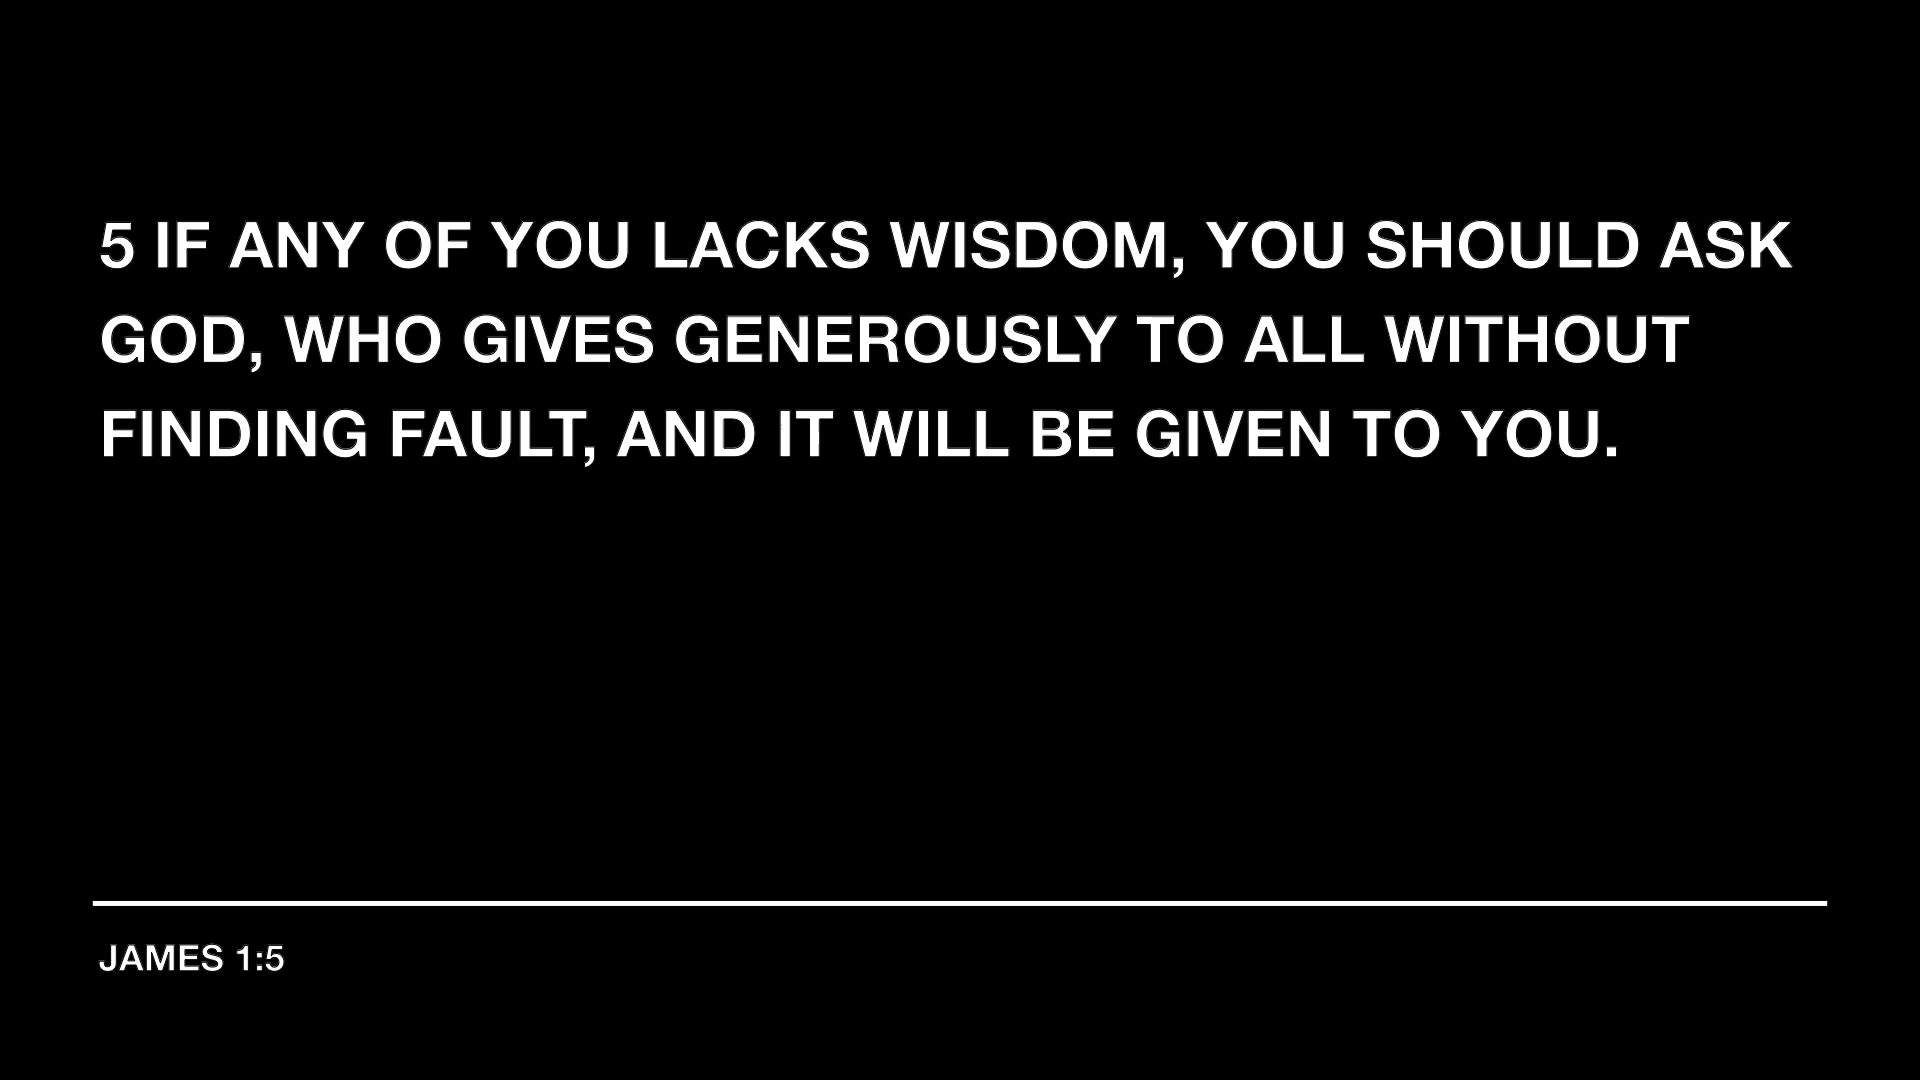 5 IF ANY OF YOU LACKS WISDOM, YOU SHOULD ASK
GOD, WHO GIVES GENEROUSLY TO ALL WITHOUT
FINDING FAULT, AND IT WILL BE GIVEN TO YOU.
JAMES 1:5